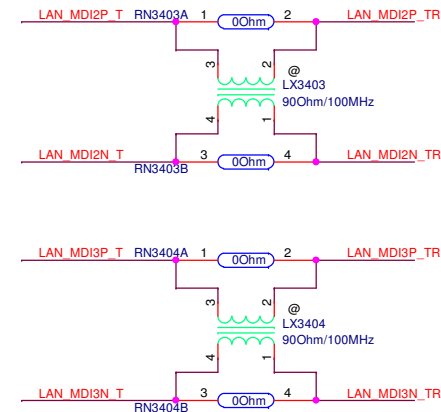 LAN_MDI2P_T RN3403A 1 0Ohm 2 LAN_MDI2P_TR
3 2 @
LX3403
90Ohm/100MHz
4 1
LAN_MDI2N_T 3 0Ohm 4 LAN_MDI2N_TR
RN3403B
LAN_MDI3P_T RN3404A 1 0Ohm 2 LAN_MDI3P_TR
3 2 @
LX3404
90Ohm/100MHz
4 1
LAN_MDI3N_T 3 0Ohm 4 LAN_MDI3N_TR
RN3404B